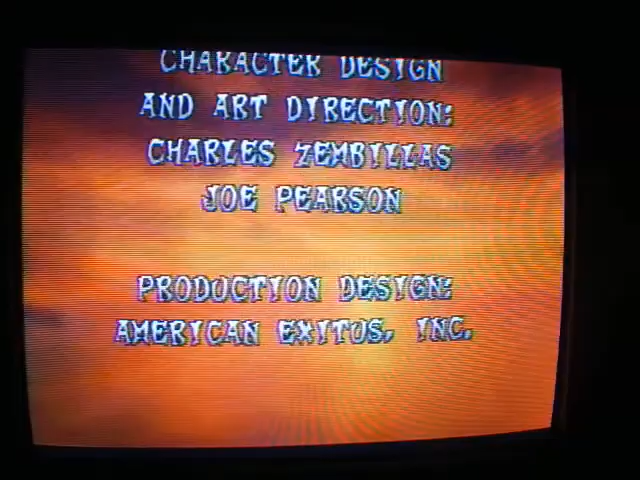 CHARACTER DESIGN
AND ART DIRECTION:
CHARLES ZEMBILLAS
JOE PEARSON
PRODUCTION DESIGN:
AMERICAN EXITUS, INC.